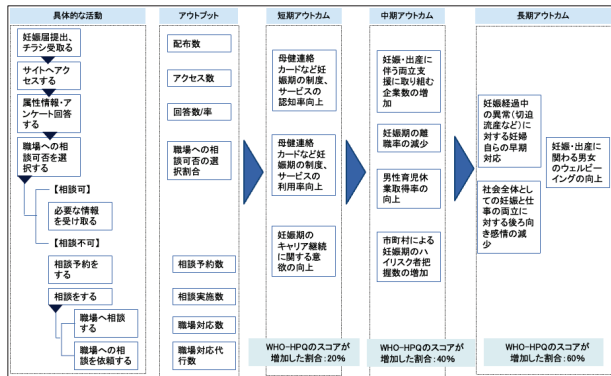 具体的な活動
妊娠届提出、
チラシ受取る
サイトへアク
セスする
属性情報・ア
ンケート回答
する
職場への相
談可否を選
択する
【相談可】
必要な情報
を受け取る
【相談不可】
相談予約を
する
相談をする
職場へ相談
する
職場への相
談を依頼する
アウトプット
配布数
アクセス数
回答数/率
職場への相
談可否の選
択割合
相談予約数
相談実施数
職場対応数
職場対応代
行数
短期アウトカム
母健連絡
カードなど妊
娠期の制度、
サービスの
認知率向上
母健連絡
カードなど妊
娠期の制度、
サービスの
利用率向上
妊娠期の
キャリア継続
に関する意
欲の向上
WHO-HPQのスコアが
増加した割合:20%
中期アウトカム
妊娠・出産に
伴う両立支
援に取り組む
企業数の増
加
妊娠期の離
職率の減少
男性育児休
業取得率の
向上
市町村による
妊娠期のハ
イリスク者把
握数の増加
WHO-HPQのスコアが
増加した割合:40%
長期アウトカム
妊娠経過中
の異常(切迫
流産など)に
対する妊婦
自らの早期
対応
社会全体と
しての妊娠と仕
事の両立に
対する後ろ向
き感情の減
少
妊娠・出産に
関わる男女
のウェルビー
イングの向上
WHO-HPQのスコアが
増加した割合:60%